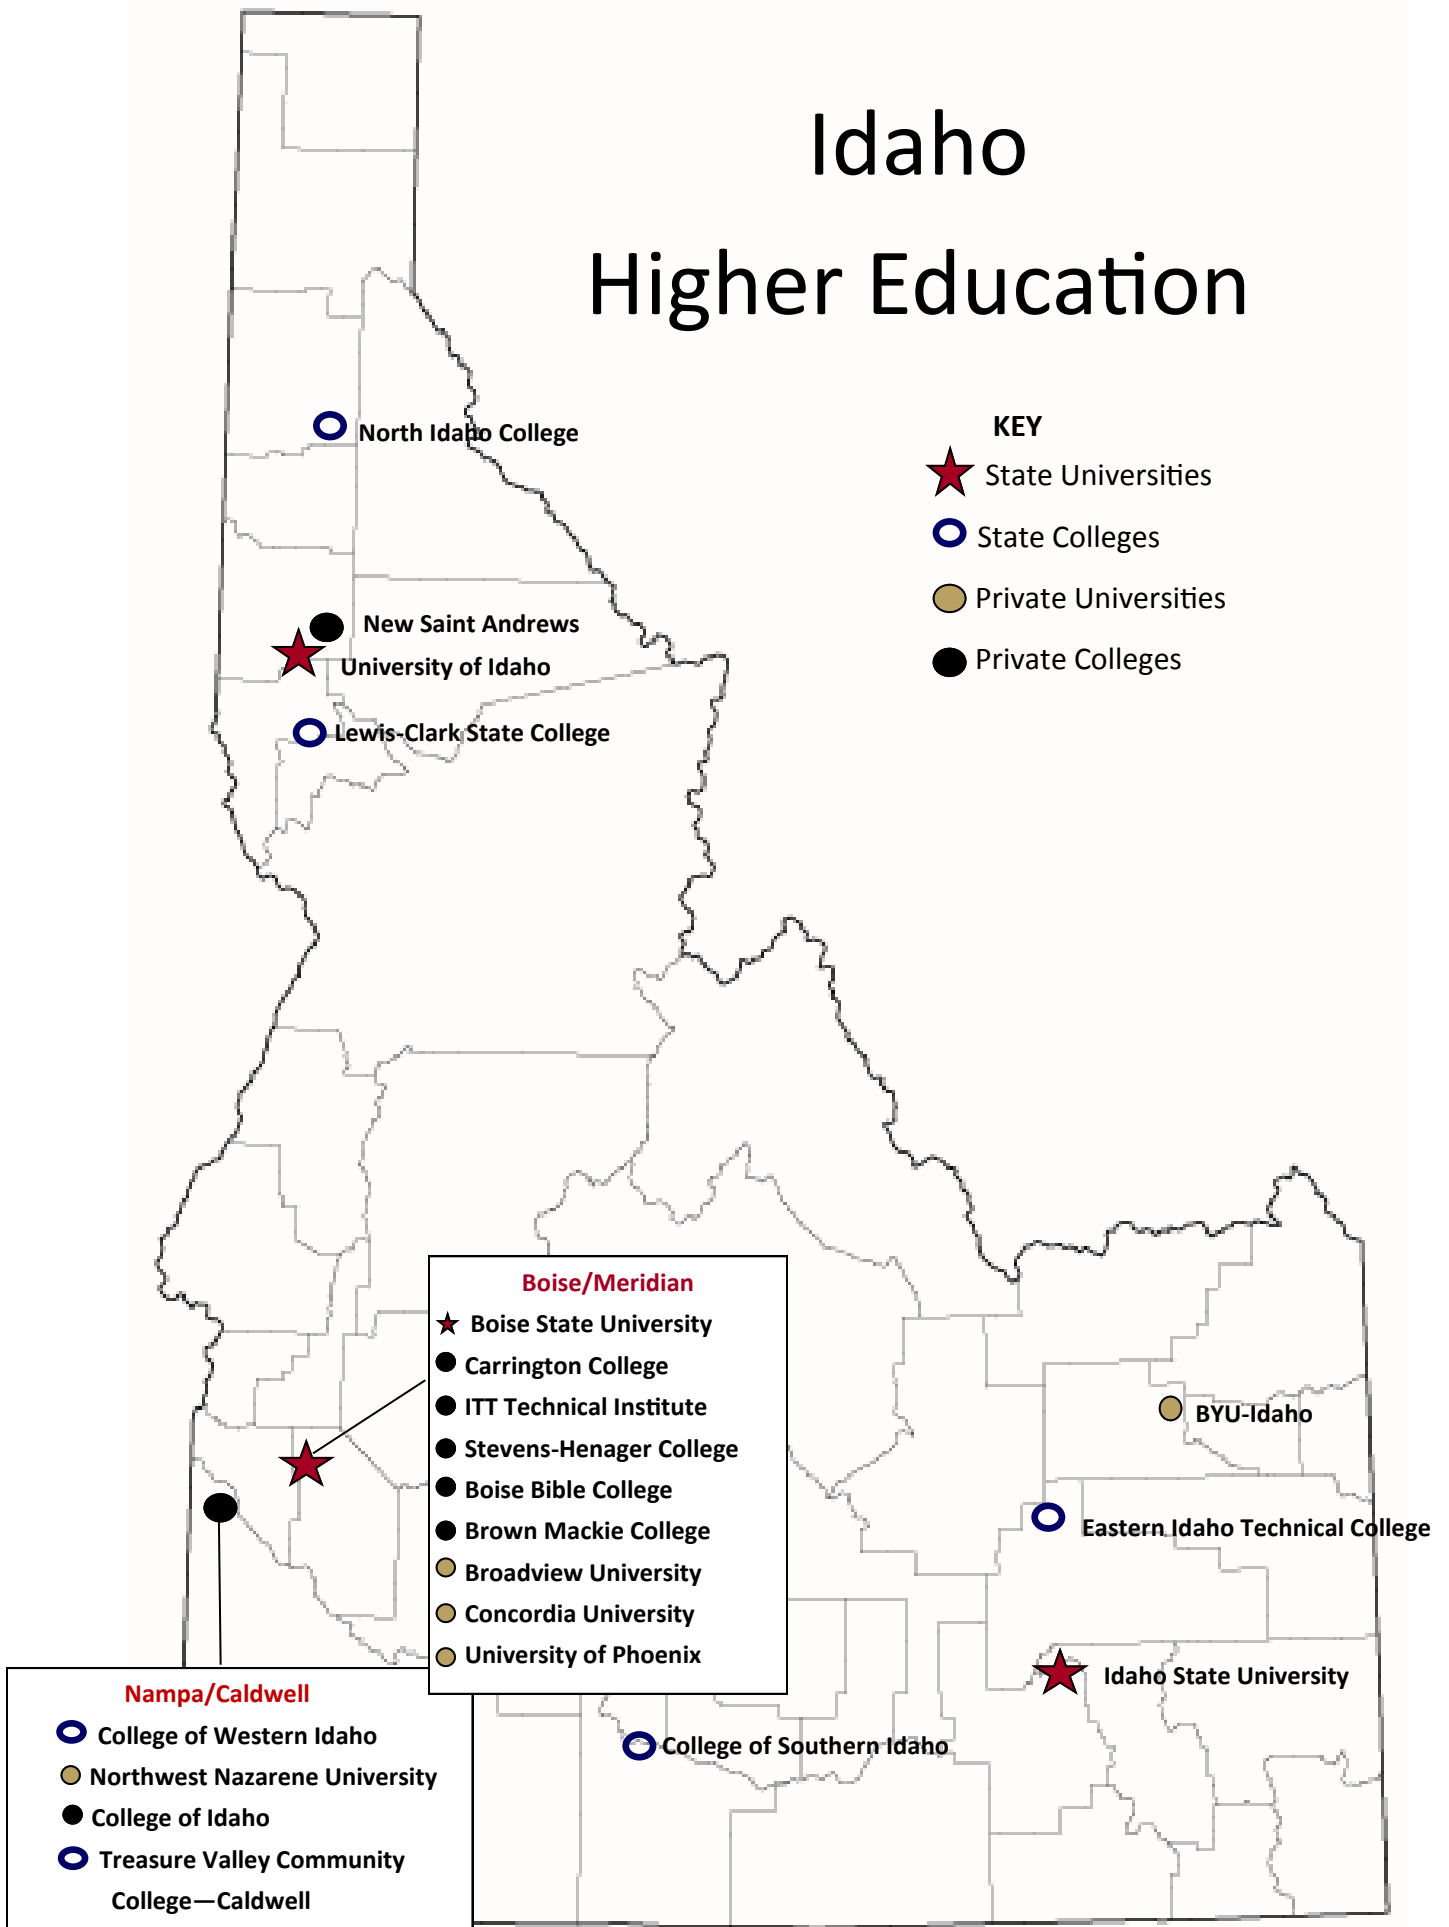 Idaho
Higher Education
KEY
State Universities
State Colleges
Private Universities
Private Colleges
North Idaho College
New Saint Andrews
University of Idaho
Lewis-Clark State College
Boise/Meridian
Boise State University
Carrington College
ITT Technical Institute
Stevens-Henager College
Boise Bible College
Brown Mackie College
Broadview University
Concordia University
University of Phoenix
BYU-Idaho
Eastern Idaho Technical College
Idaho State University
College of Southern Idaho
Nampa/Caldwell
College of Western Idaho
Northwest Nazarene University
College of Idaho
Treasure Valley Community
College—Caldwell